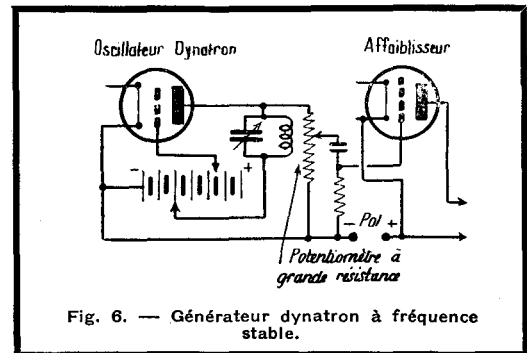 Oscillateur Dynatron
Affaiblisseur
-
+
- Pol +
Potentiomètre à
grande résistance
Fig. 6. — Générateur dynatron à fréquence
stable.